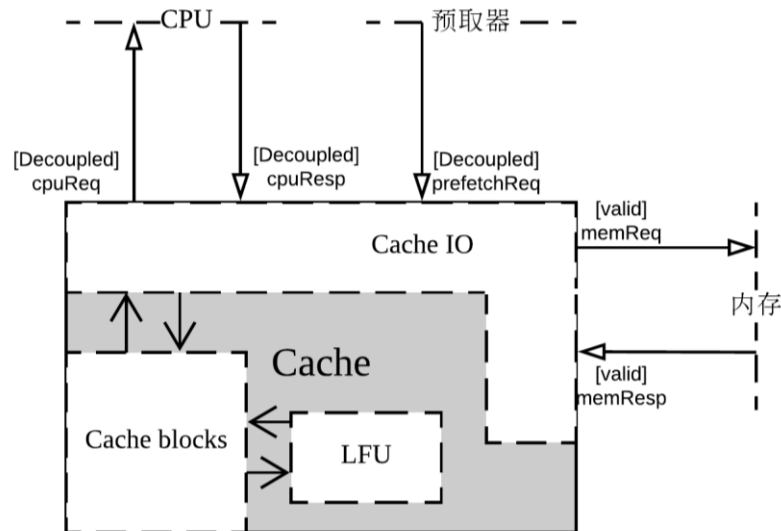 CPU
预取器
[Decoupled]
cpuReq
[Decoupled]
cpuResp
[Decoupled]
prefetchReq
Cache IO
[valid]
memReq
内存
[valid]
memResp
Cache
Cache blocks
LFU